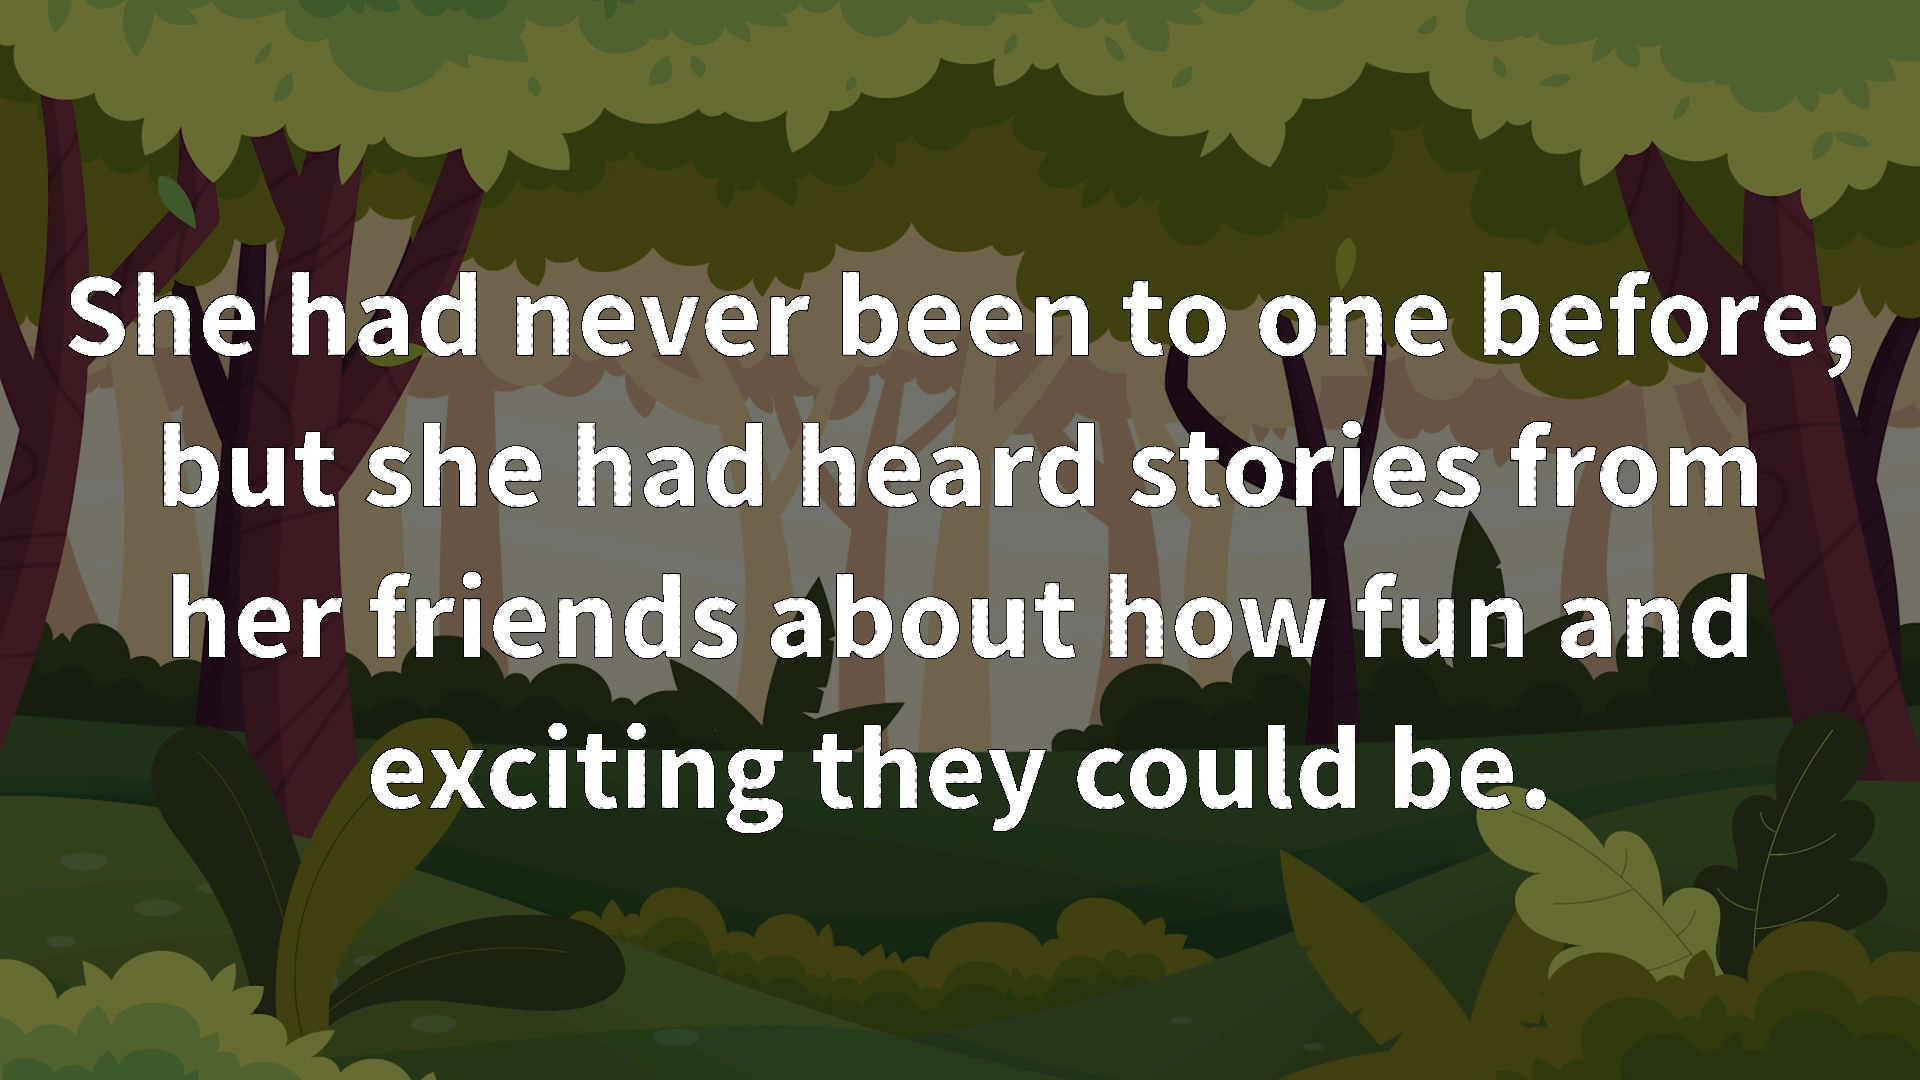 She had never been to one before,
but she had heard stories from
her friends about how fun and
exciting they could be.